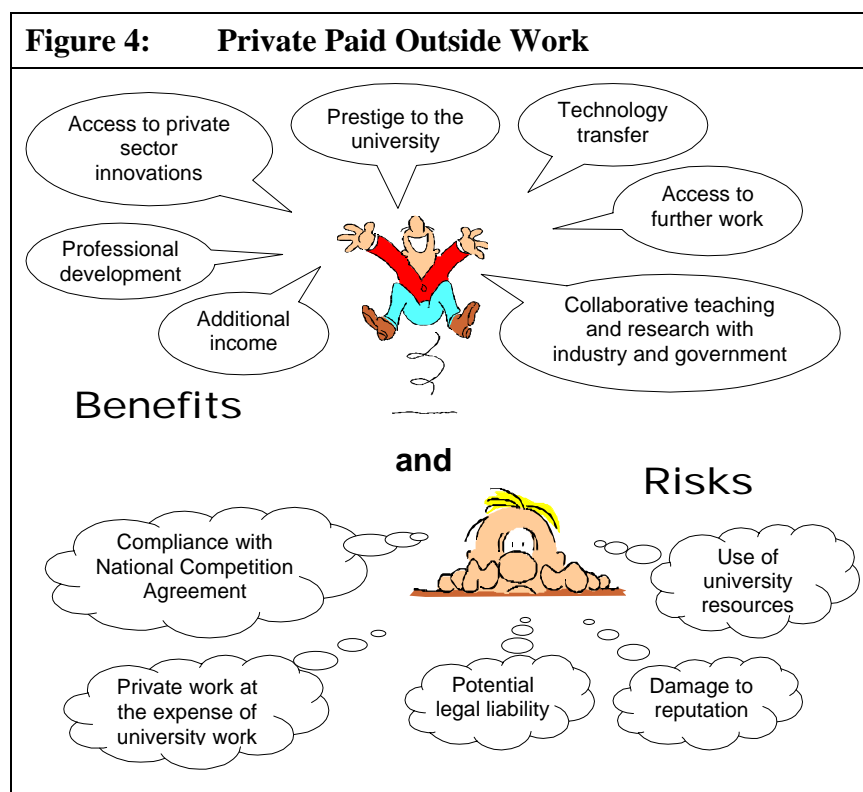 Figure 4: Private Paid Outside Work
Access to private
sector
innovations
Prestige to the
university
Technology
transfer
Access to
further work
Professional
development
Additional
income
Collaborative teaching
and research with
industry and government
Benefits
and
Risks
Compliance with
National Competition
Agreement
Use of
university
resources
Private work at
the expense of
university work
Potential
legal liability
Damage to
reputation